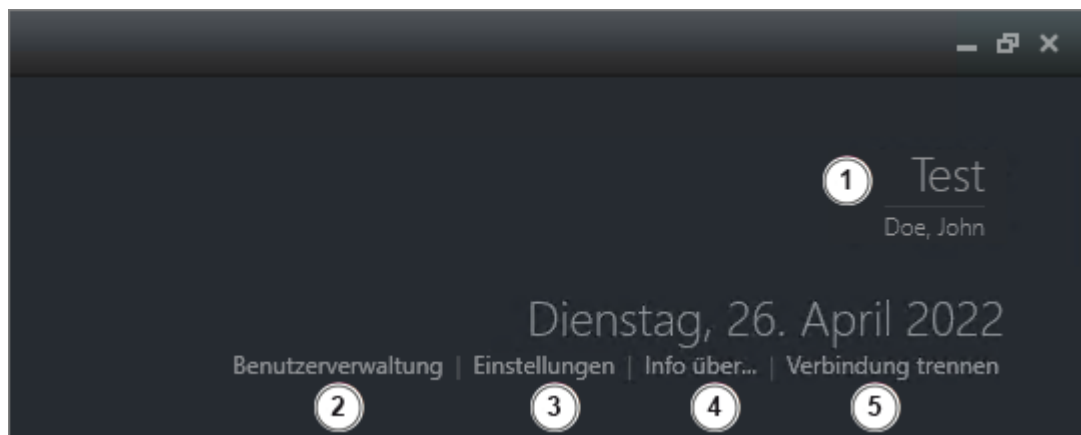 1 Test
Doe, John
Dienstag, 26. April 2022
Benutzerverwaltung | Einstellungen | Info über... | Verbindung trennen
2 3 4 5